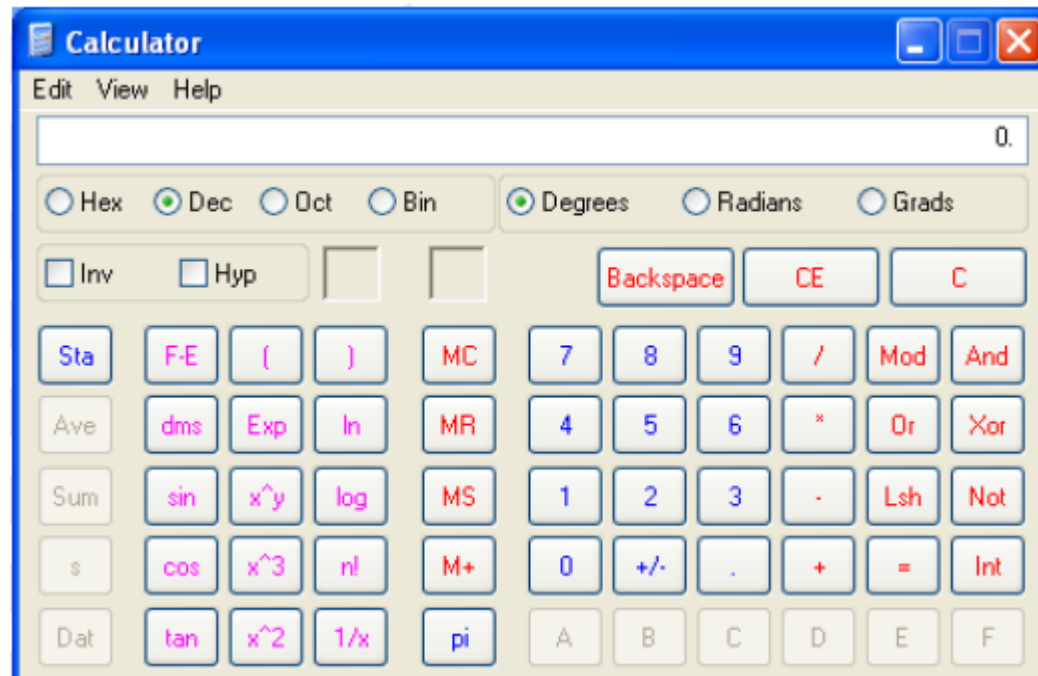 Calculator
Edit View Help
0.
Hex Dec Oct Bin Degrees Radians Grads
Inv Hyp Backspace CE C
Sta F-E ( ) MC 7 8 9 / Mod And
Ave dms Exp ln MR 4 5 6 * Or Xor
Sum sin x^y log MS 1 2 3 - Lsh Not
s cos x^3 n! M+ 0 +/- . + = Int
Dat tan x^2 1/x pi A B C D E F